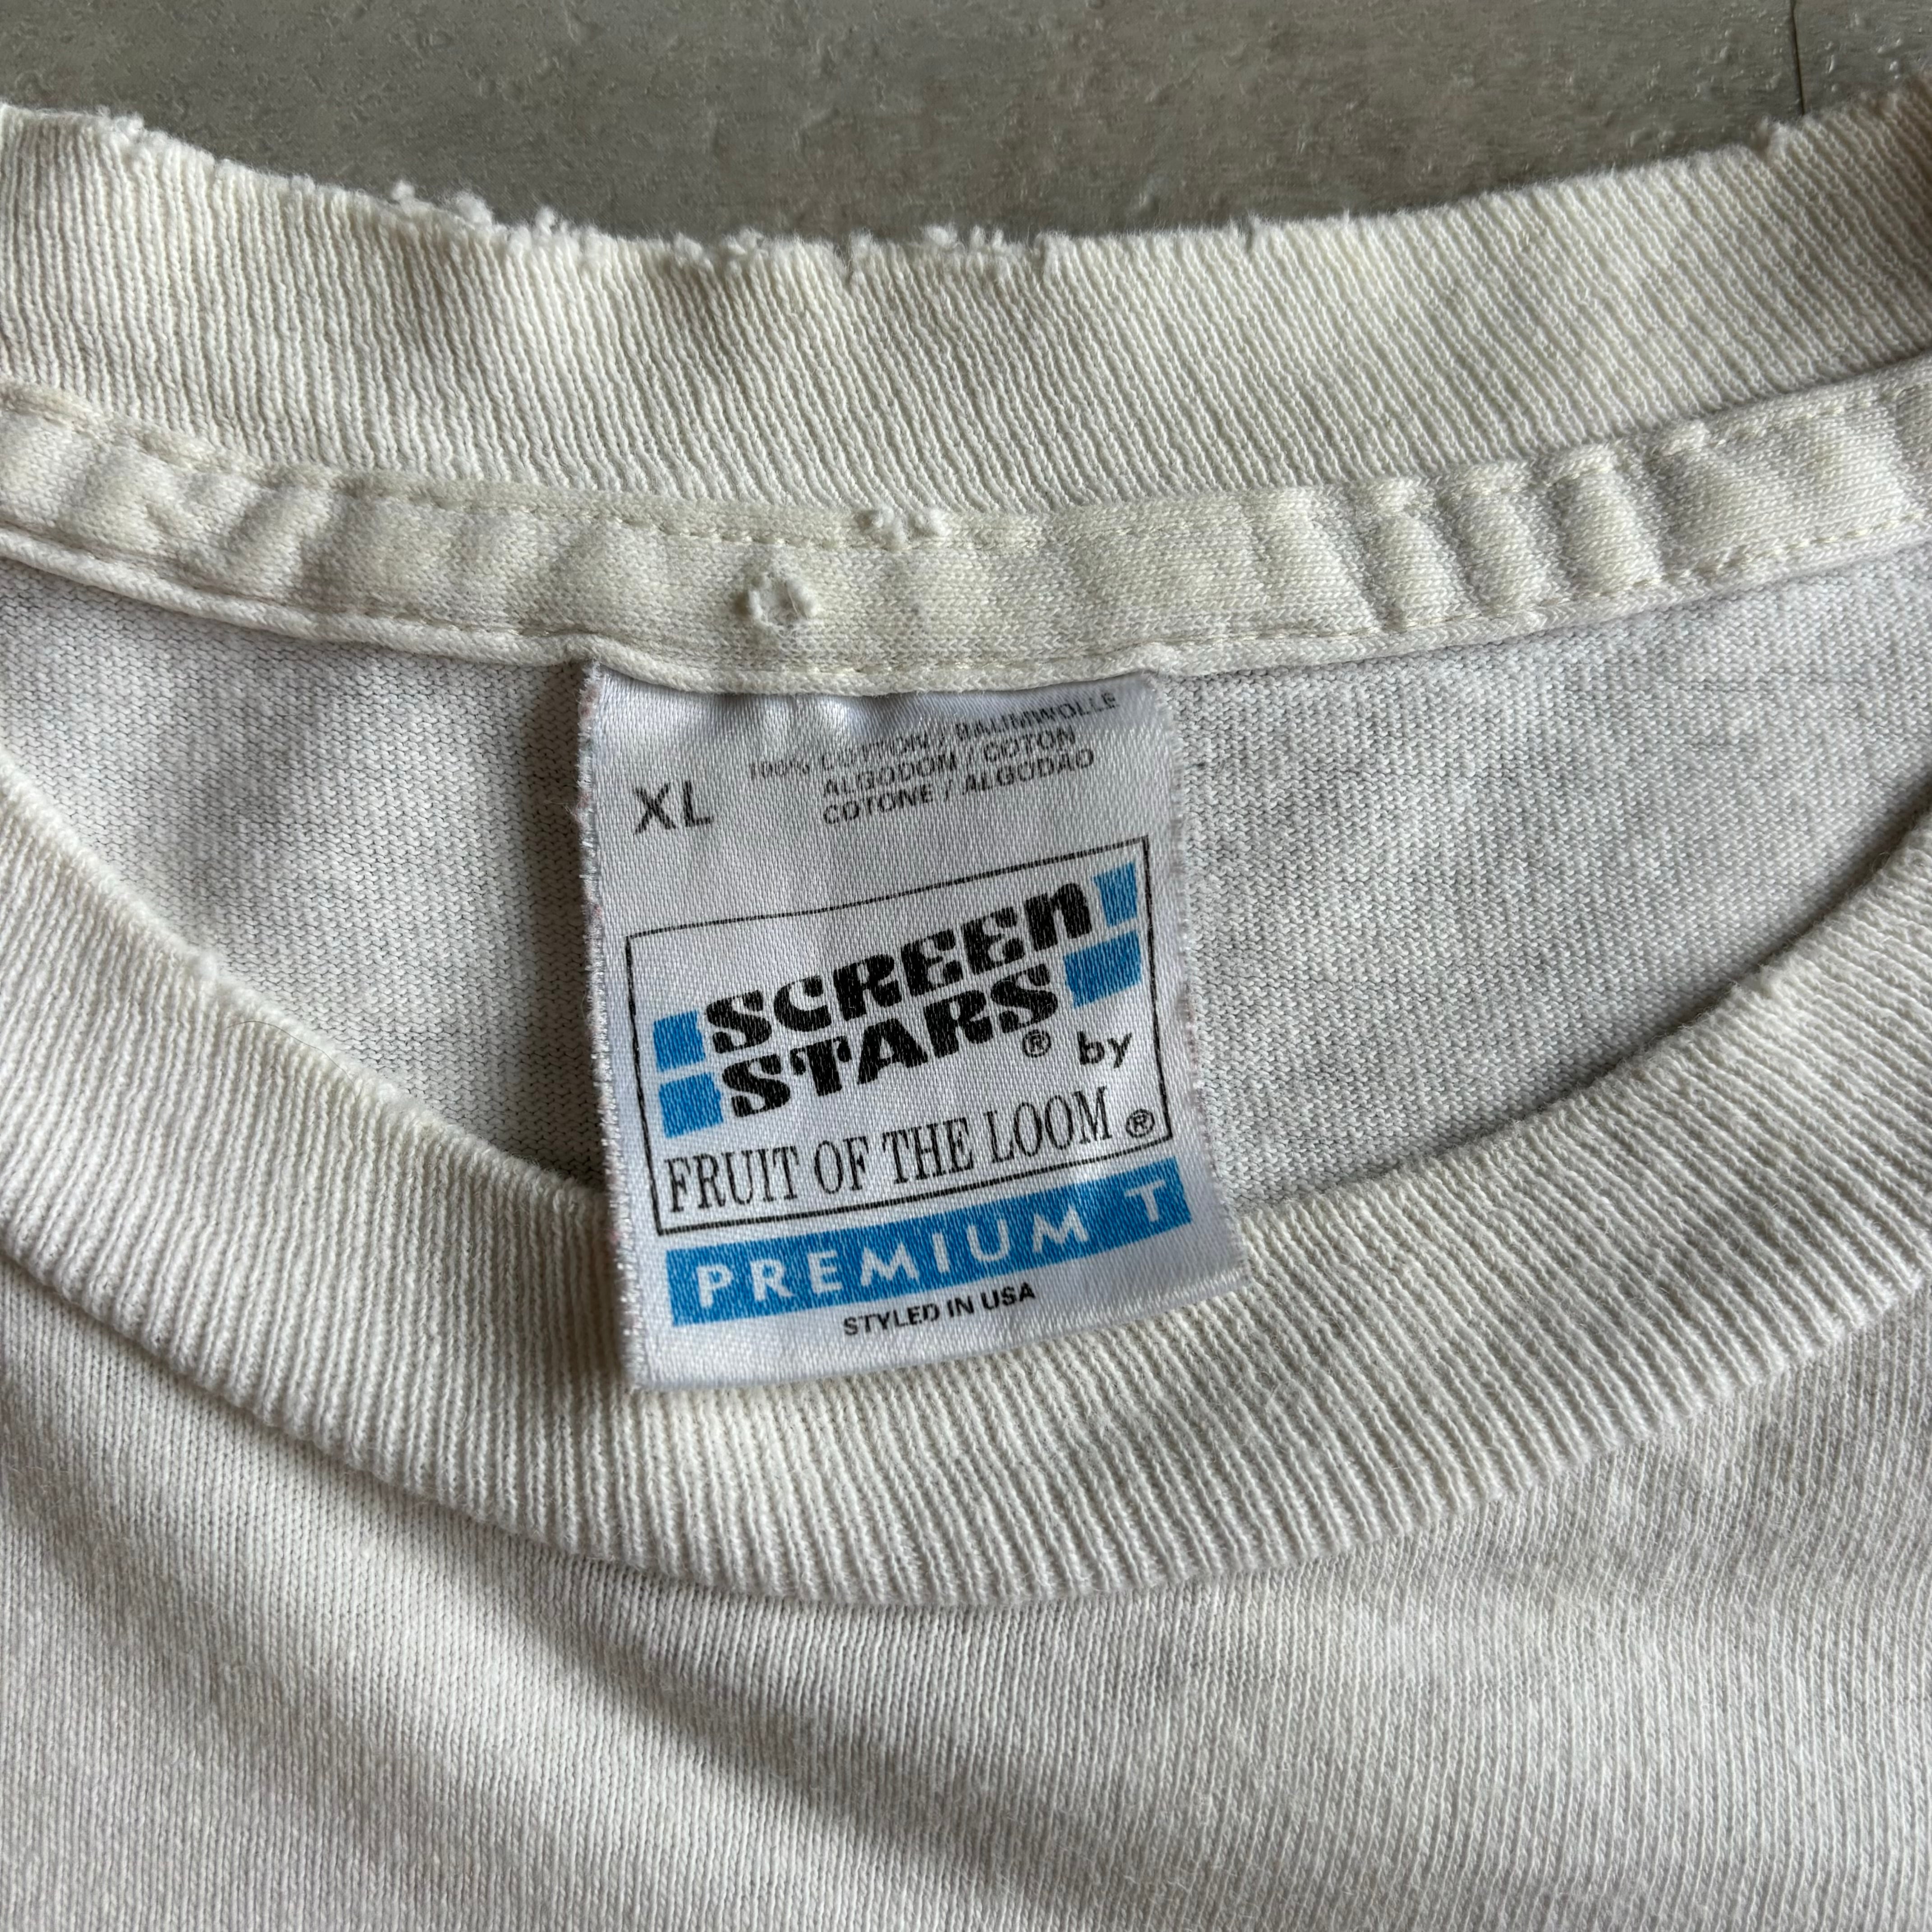 XL
100% COTTON / BAUMWOLLE
ALGODON / COTON
COTONE / ALGODAO
SCREEN
STARS® by
FRUIT OF THE LOOM®
PREMIUM T
STYLED IN USA